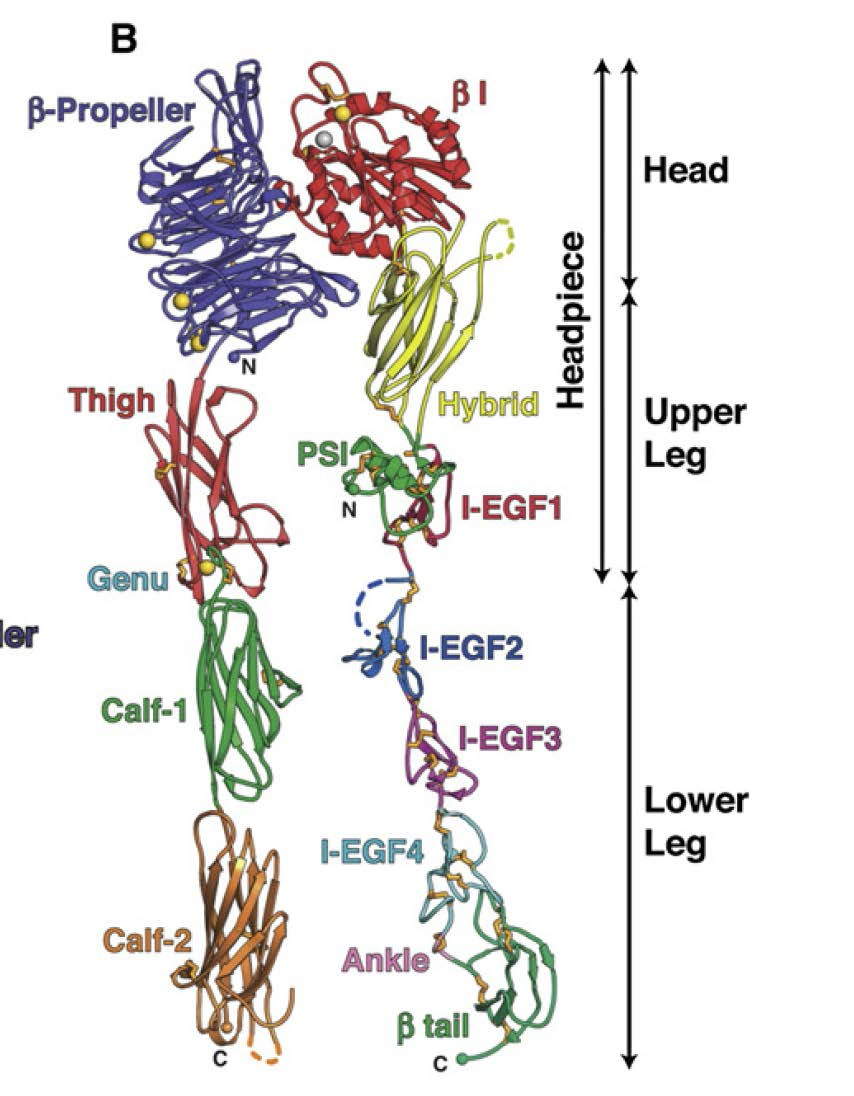 B
β-Propeller
β I
Head
Headpiece
N
Thigh
Hybrid
Upper
Leg
PSI
N
I-EGF1
Genu
ler
I-EGF2
Calf-1
I-EGF3
Lower
Leg
I-EGF4
Calf-2
Ankle
β tail
C
C